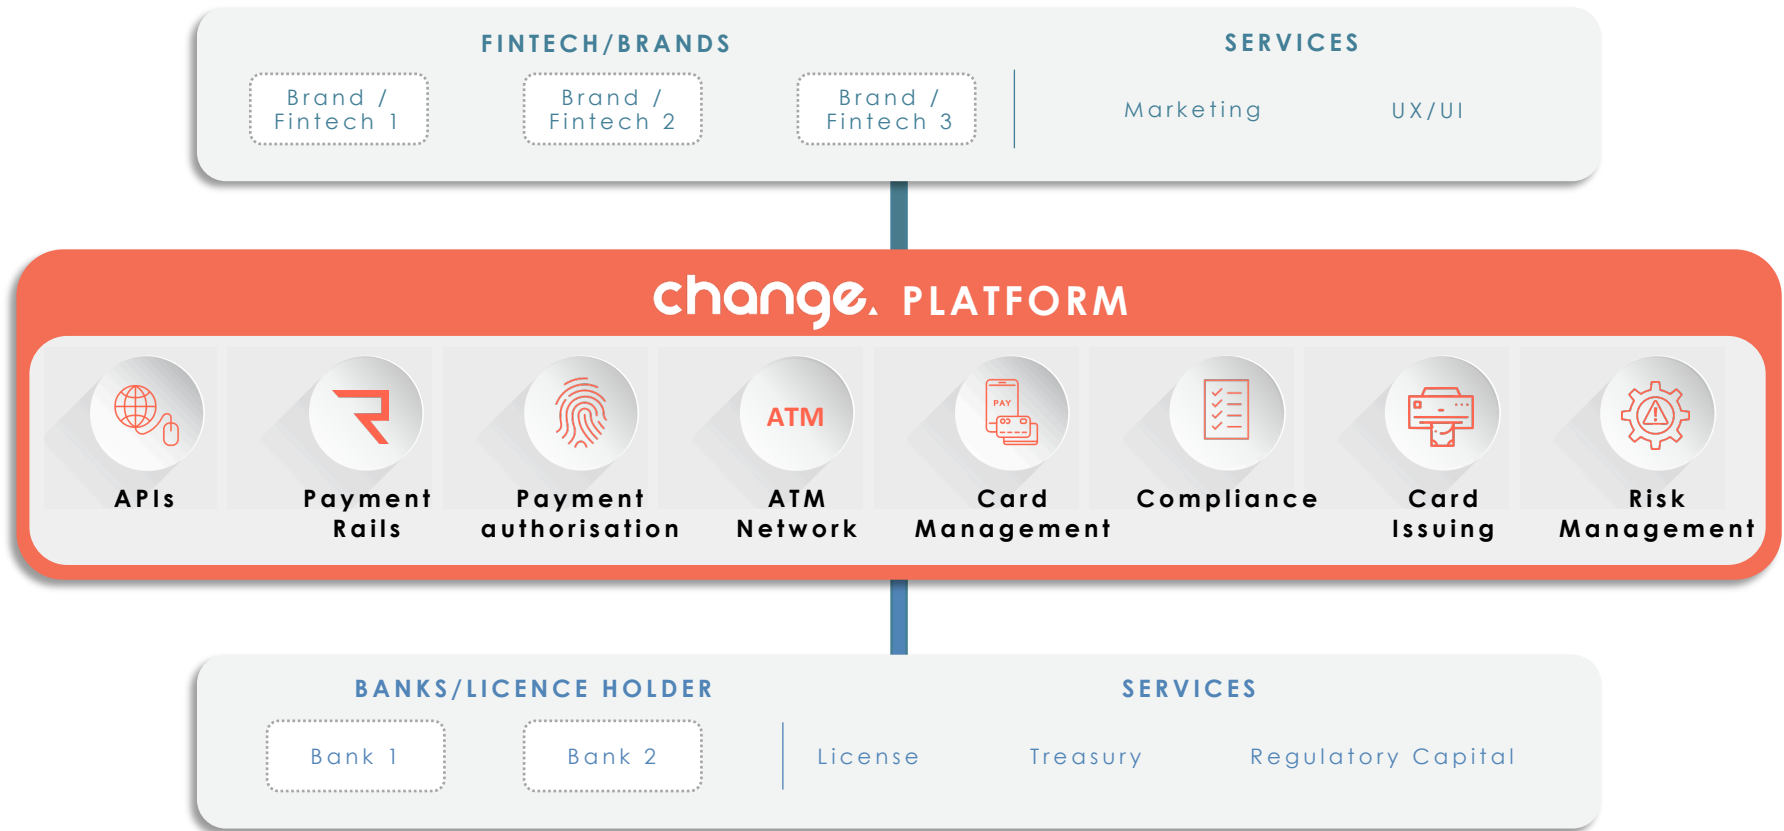 FINTECH/BRANDS
SERVICES
Brand /
Fintech 1
Brand /
Fintech 2
Brand /
Fintech 3
Marketing
UX/UI
change. PLATFORM
ATM
PAY
APIs
Payment
Rails
Payment
authorisation
ATM
Network
Card
Management
Compliance
Card
Issuing
Risk
Management
BANKS/LICENCE HOLDER
SERVICES
Bank 1
Bank 2
License
Treasury
Regulatory Capital